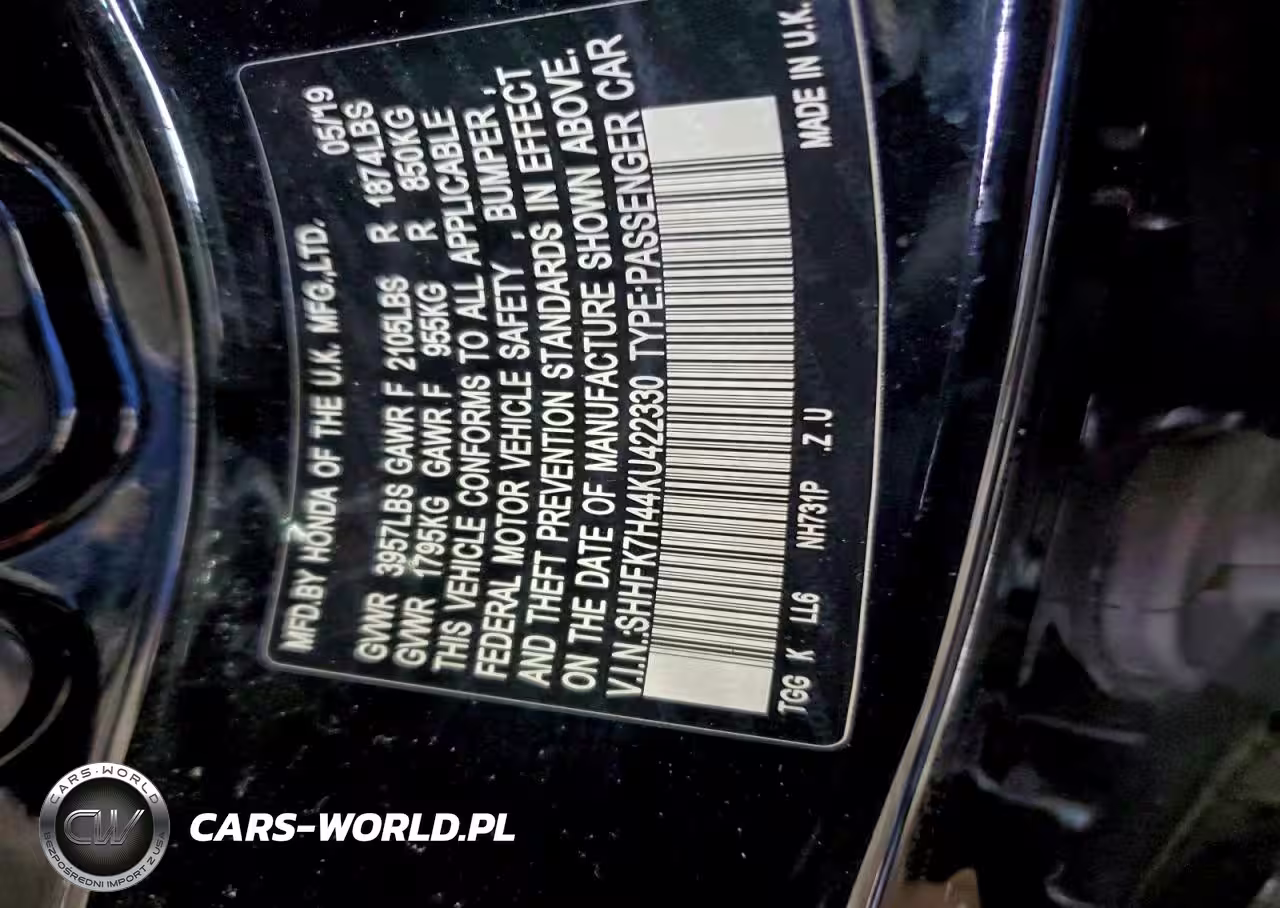 MFD.BY HONDA OF THE U.K. MFG.,LTD. 05/19
GVWR 3957LBS GAWR F 2105LBS R 1874LBS
GVWR 1795KG GAWR F 955KG R 850KG
THIS VEHICLE CONFORMS TO ALL APPLICABLE
FEDERAL MOTOR VEHICLE SAFETY , BUMPER ,
AND THEFT PREVENTION STANDARDS IN EFFECT
ON THE DATE OF MANUFACTURE SHOWN ABOVE.
V.I.N.:SHHFK7H44KU422330 TYPE:PASSENGER CAR
TGG K LL6 NH731P .Z.U MADE IN U.K.
CARS-WORLD
CW
BEZPOŚREDNI IMPORT Z USA
CARS-WORLD.PL